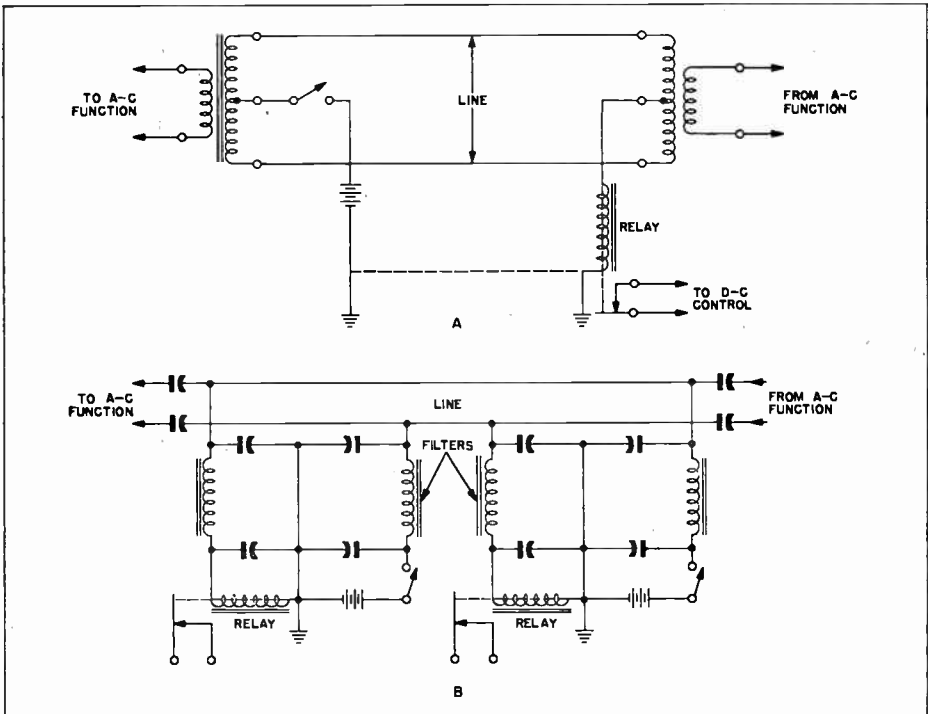 TO A-C
FUNCTION
LINE
FROM A-C
FUNCTION
RELAY
TO D-C
CONTROL
A
TO A-C
FUNCTION
LINE
FROM A-C
FUNCTION
FILTERS
RELAY
RELAY
B